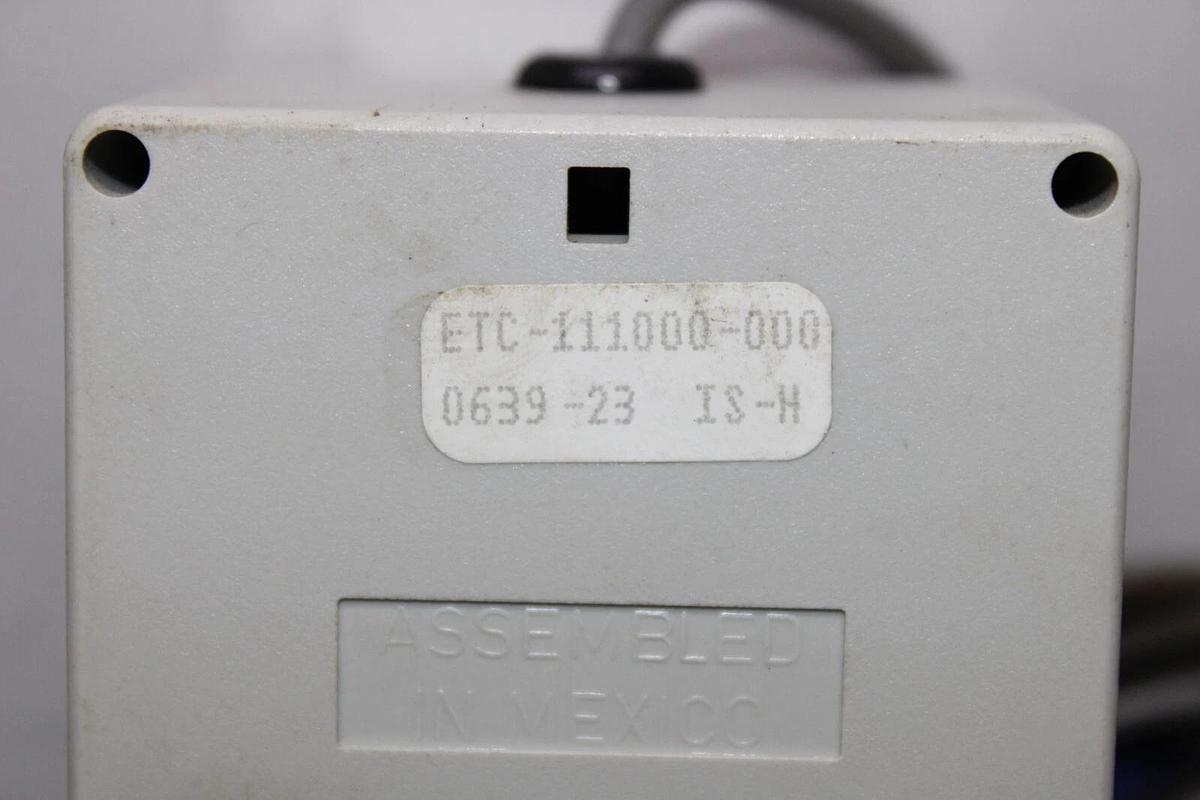 ETC-111000-000
0639-23 IS-H
ASSEMBLED
IN MEXICO